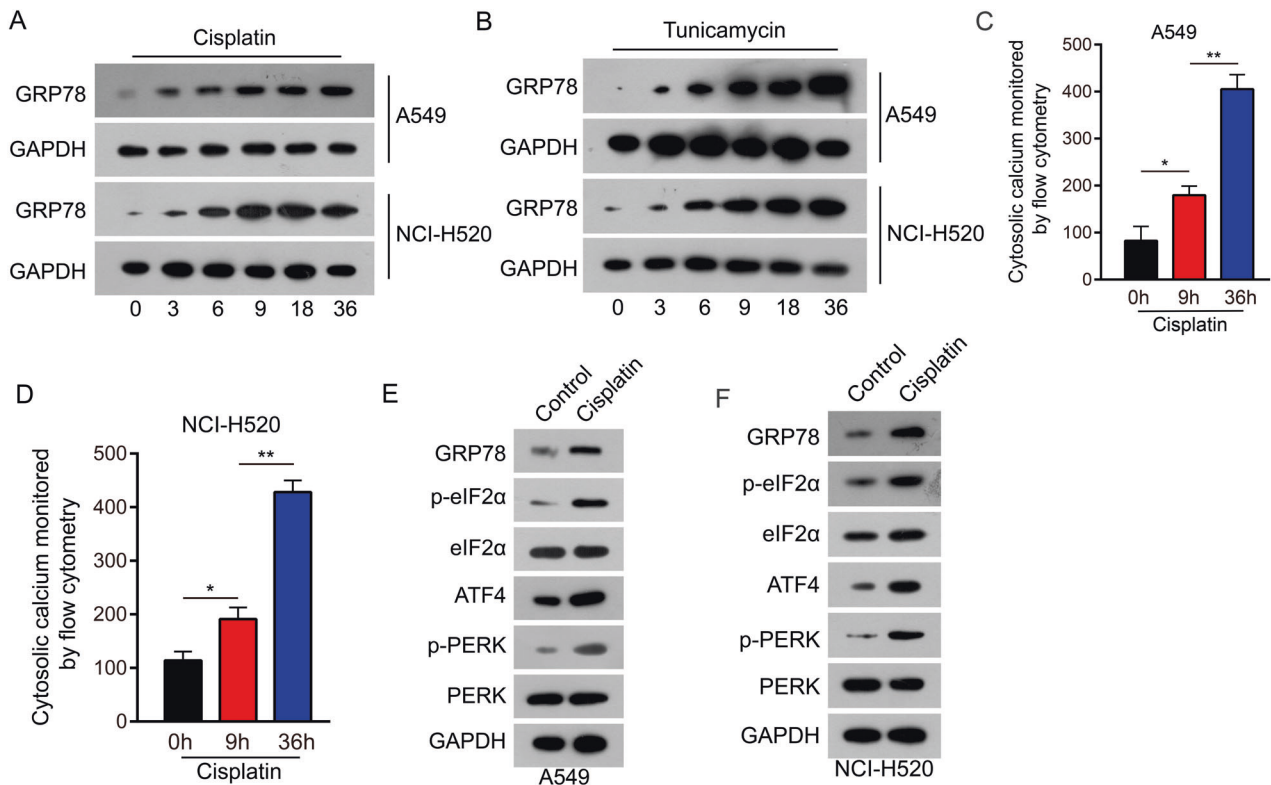 A
Cisplatin
GRP78
GAPDH
A549
GRP78
GAPDH
NCI-H520
0 3 6 9 18 36
B
Tunicamycin
GRP78
GAPDH
A549
GRP78
GAPDH
NCI-H520
0 3 6 9 18 36
C
A549
Cytosolic calcium monitored
by flow cytometry
500
400
300
200
100
0
*
**
0h 9h 36h
Cisplatin
D
NCI-H520
Cytosolic calcium monitored
by flow cytometry
500
400
300
200
100
0
*
**
0h 9h 36h
Cisplatin
E
Control
Cisplatin
GRP78
p-eIF2α
eIF2α
ATF4
p-PERK
PERK
GAPDH
A549
F
Control
Cisplatin
GRP78
p-eIF2α
eIF2α
ATF4
p-PERK
PERK
GAPDH
NCI-H520